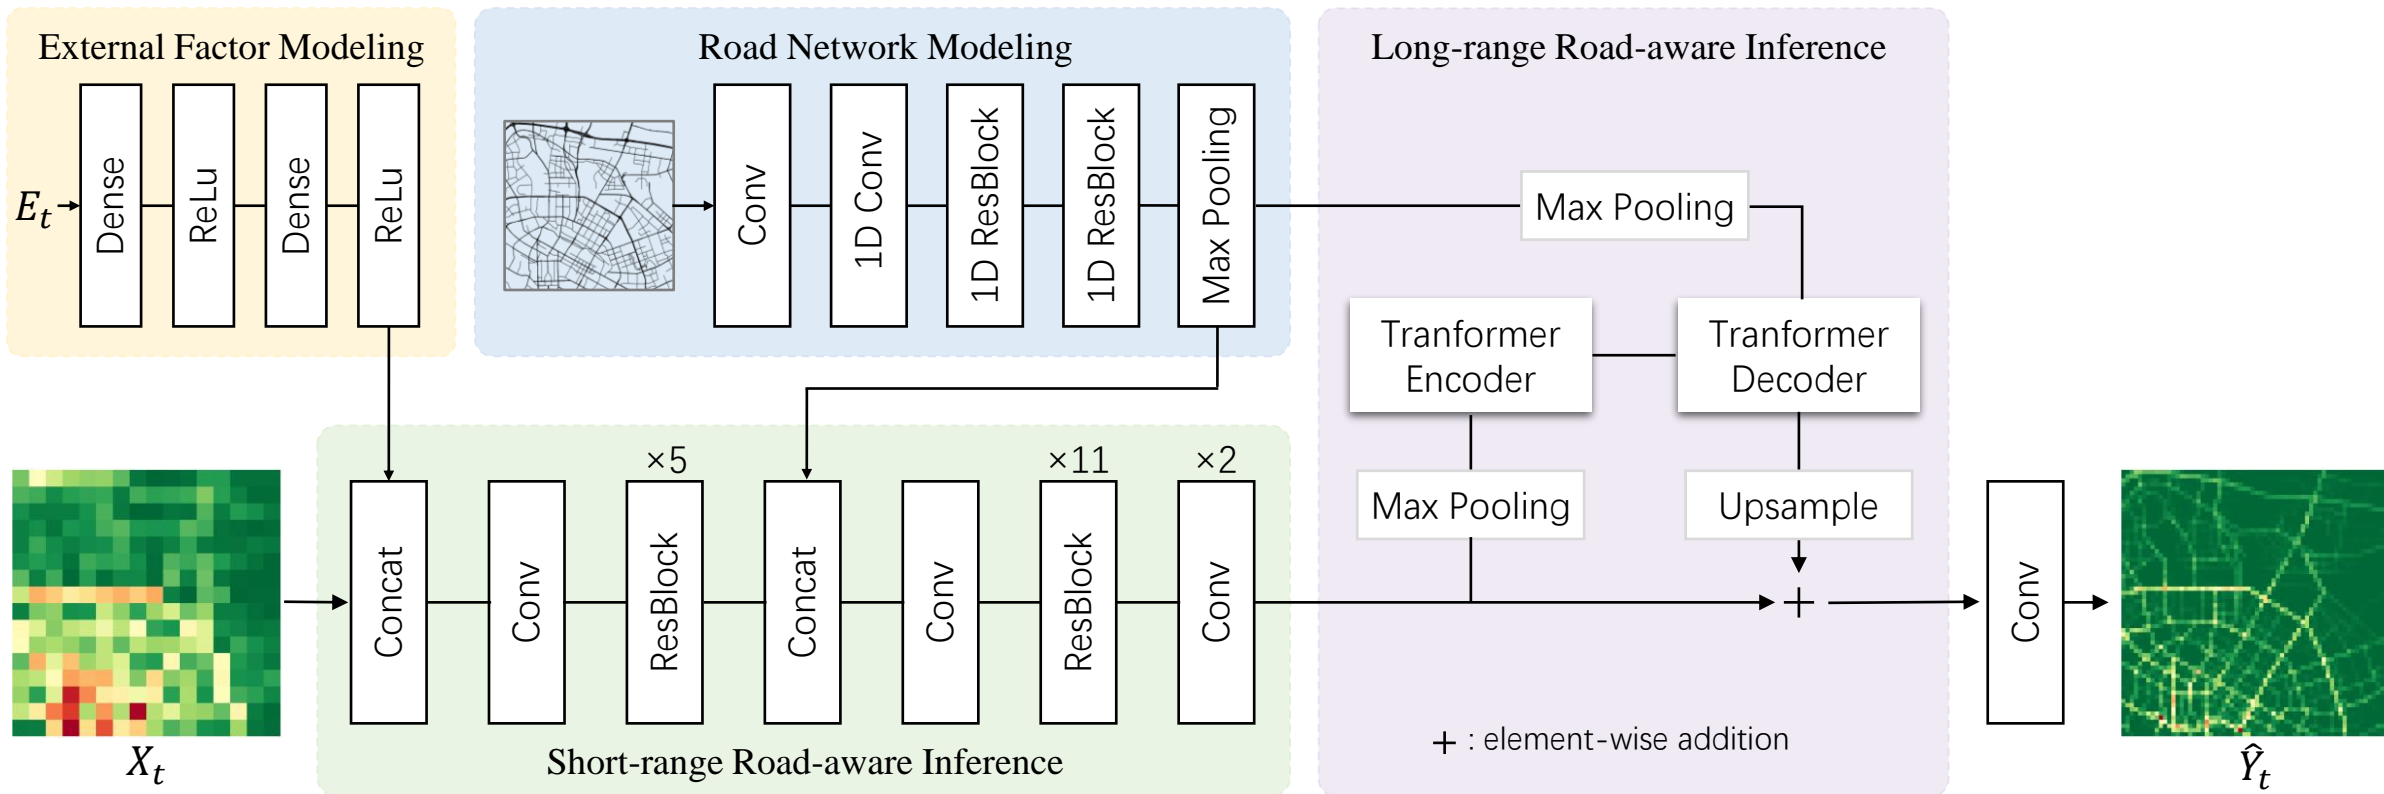 External Factor Modeling
E_t
Dense
ReLu
Dense
ReLu
Road Network Modeling
Conv
1D Conv
1D ResBlock
1D ResBlock
Max Pooling
Long-range Road-aware Inference
Max Pooling
Tranformer
Encoder
Tranformer
Decoder
Max Pooling
Upsample
+
+ : element-wise addition
X_t
Concat
Conv
×5
ResBlock
Concat
Conv
×11
ResBlock
×2
Conv
Short-range Road-aware Inference
Conv
Ŷ_t